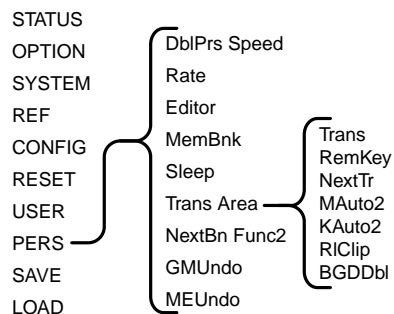 STATUS
OPTION
SYSTEM
REF
CONFIG
RESET
USER
PERS
SAVE
LOAD
DblPrs Speed
Rate
Editor
MemBnk
Sleep
Trans Area
NextBn Func2
GMUndo
MEUndo
Trans
RemKey
NextTr
MAuto2
KAuto2
RlClip
BGDDbl